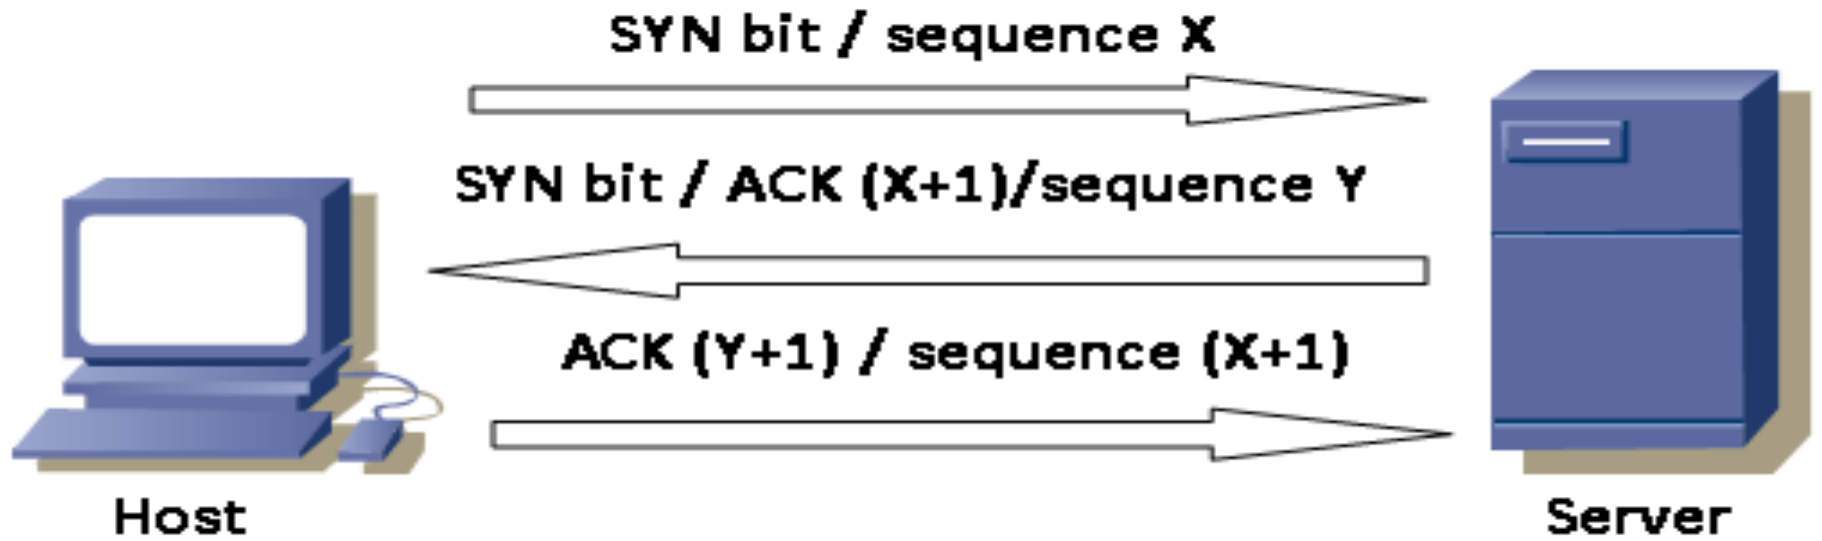 SYN bit / sequence X
SYN bit / ACK (X+1)/sequence Y
ACK (Y+1) / sequence (X+1)
Host
Server